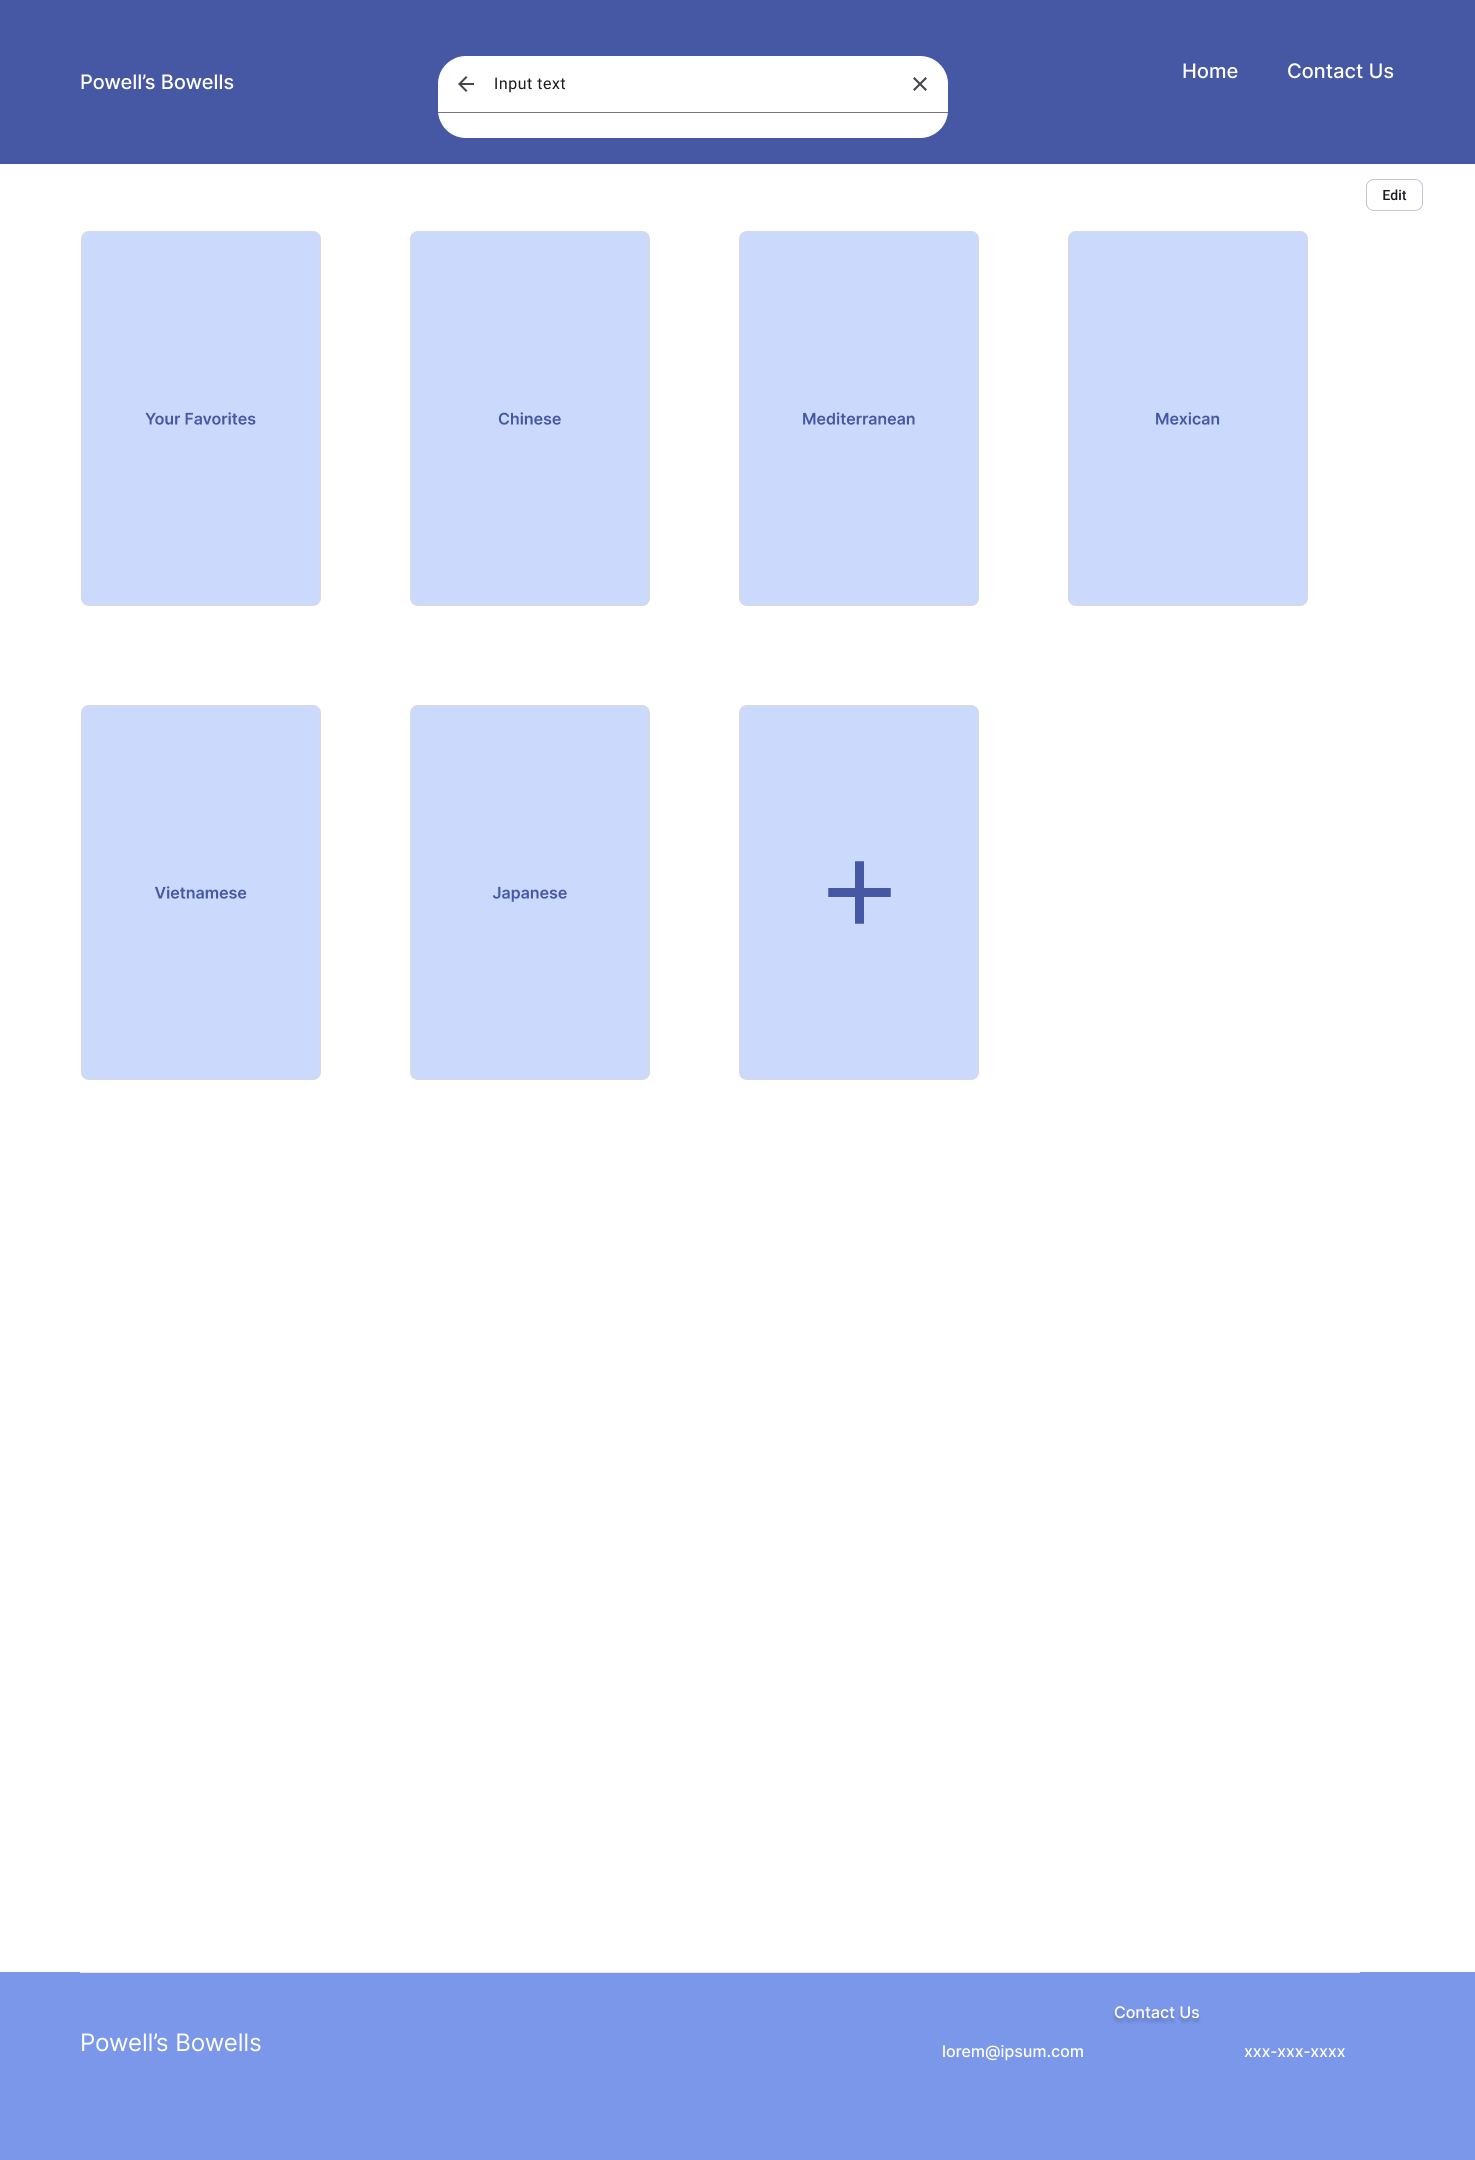 Powell’s Bowells
Input text
Home
Contact Us
Edit
Your Favorites
Chinese
Mediterranean
Mexican
Vietnamese
Japanese
Powell’s Bowells
Contact Us
lorem@ipsum.com
xxx-xxx-xxxx